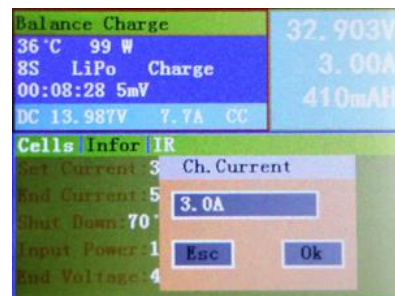 Balance Charge
36°C 99 W
8S LiPo Charge
00:08:28 5mV
DC 13.987V 7.7A CC
32.903V
3.00A
410mAH
Cells Infor IR
Set Current:3
End Current:5
Shut Down:70°
Input Power:1
End Voltage:4
Ch. Current
3.0A
Esc Ok